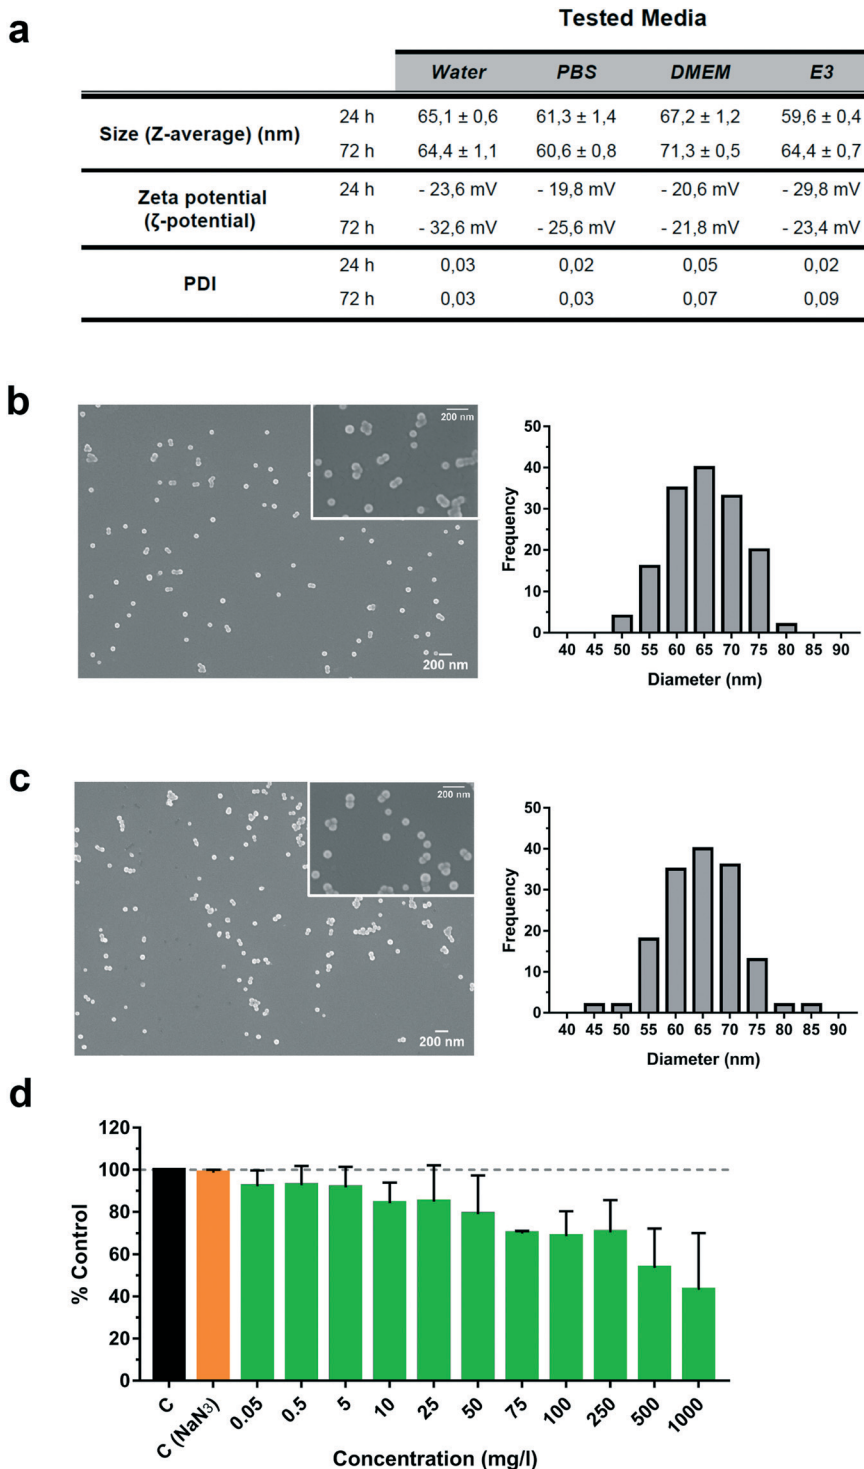 a
Tested Media
Water PBS DMEM E3
Size (Z-average) (nm)
24 h 65,1 ± 0,6 61,3 ± 1,4 67,2 ± 1,2 59,6 ± 0,4
72 h 64,4 ± 1,1 60,6 ± 0,8 71,3 ± 0,5 64,4 ± 0,7
Zeta potential
(ζ-potential)
24 h - 23,6 mV - 19,8 mV - 20,6 mV - 29,8 mV
72 h - 32,6 mV - 25,6 mV - 21,8 mV - 23,4 mV
PDI
24 h 0,03 0,02 0,05 0,02
72 h 0,03 0,03 0,07 0,09
b
200 nm
200 nm
Frequency
50
40
30
20
10
0
40 45 50 55 60 65 70 75 80 85 90
Diameter (nm)
c
200 nm
200 nm
Frequency
50
40
30
20
10
0
40 45 50 55 60 65 70 75 80 85 90
Diameter (nm)
d
% Control
120
100
80
60
40
20
0
C C (NaN3) 0.05 0.5 5 10 25 50 75 100 250 500 1000
Concentration (mg/l)